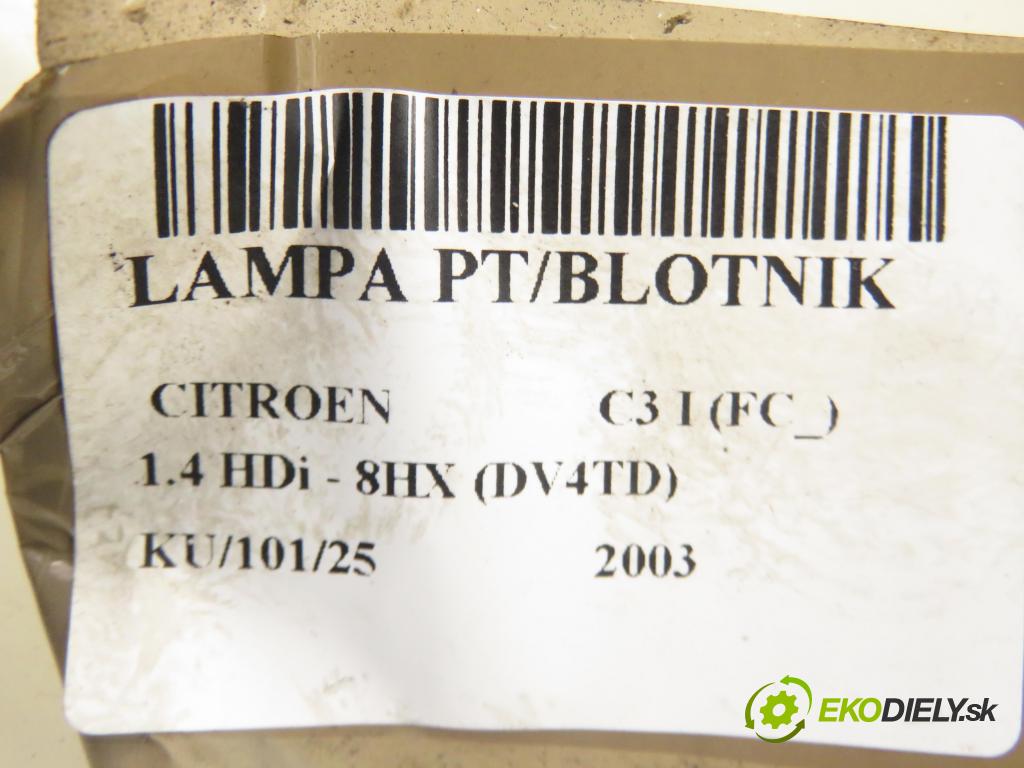 LAMPA PT/BLOTNIK
CITROEN C3 I (FC_)
1.4 HDi - 8HX (DV4TD)
KU/101/25 2003
EKODIELY.sk